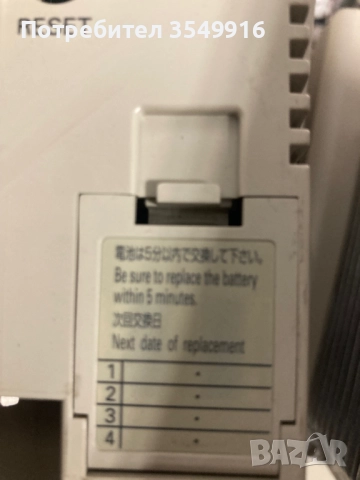 Потребител 3549916
RESET
電池は5分以内で交換して下さい。
Be sure to replace the battery
within 5 minutes.
次回交換日
Next date of replacement
1 .
2 .
3 .
4 .
BAZAR